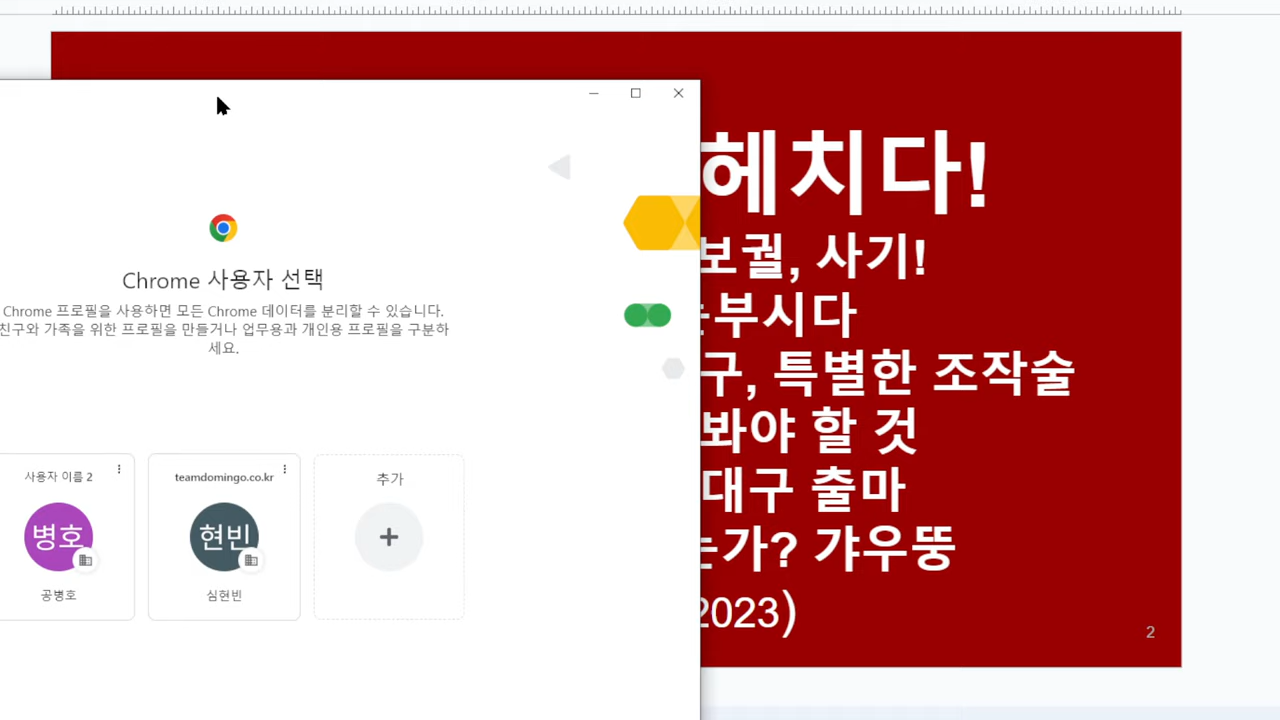 헤치다!
보궐, 사기!
부시다
구, 특별한 조작술
봐야 할 것
대구 출마
가? 갸우뚱
2023)
2
Chrome 사용자 선택
Chrome 프로필을 사용하면 모든 Chrome 데이터를 분리할 수 있습니다.
친구와 가족을 위한 프로필을 만들거나 업무용과 개인용 프로필을 구분하
세요.
사용자 이름 2
teamdomingo.co.kr
추가
병호
현빈
공병호
심현빈